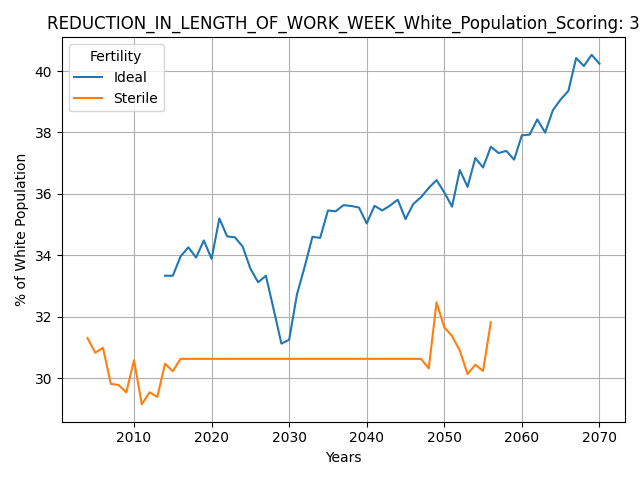 REDUCTION_IN_LENGTH_OF_WORK_WEEK_White_Population_Scoring: 3
Fertility
Ideal
Sterile
% of White Population
40
38
36
34
32
30
2010 2020 2030 2040 2050 2060 2070
Years